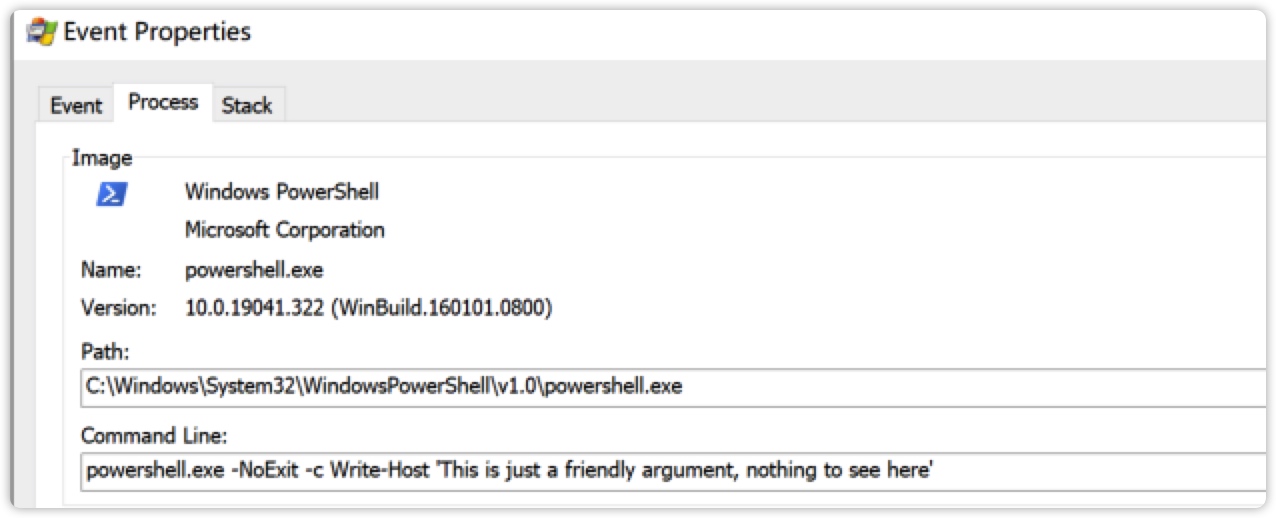 Event Properties
Event Process Stack
Image
Windows PowerShell
Microsoft Corporation
Name: powershell.exe
Version: 10.0.19041.322 (WinBuild.160101.0800)
Path:
C:\Windows\System32\WindowsPowerShell\v1.0\powershell.exe
Command Line:
powershell.exe -NoExit -c Write-Host 'This is just a friendly argument, nothing to see here'